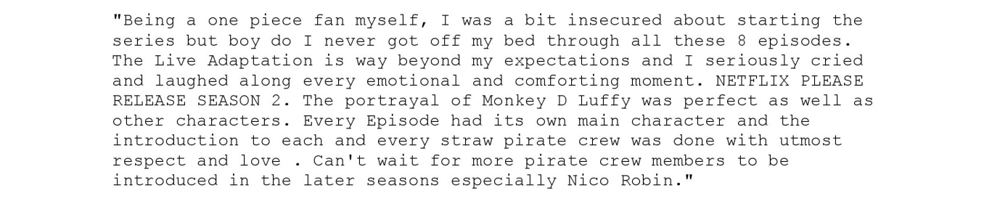 "Being a one piece fan myself, I was a bit insecured about starting the
series but boy do I never got off my bed through all these 8 episodes.
The Live Adaptation is way beyond my expectations and I seriously cried
and laughed along every emotional and comforting moment. NETFLIX PLEASE
RELEASE SEASON 2. The portrayal of Monkey D Luffy was perfect as well as
other characters. Every Episode had its own main character and the
introduction to each and every straw pirate crew was done with utmost
respect and love . Can't wait for more pirate crew members to be
introduced in the later seasons especially Nico Robin."